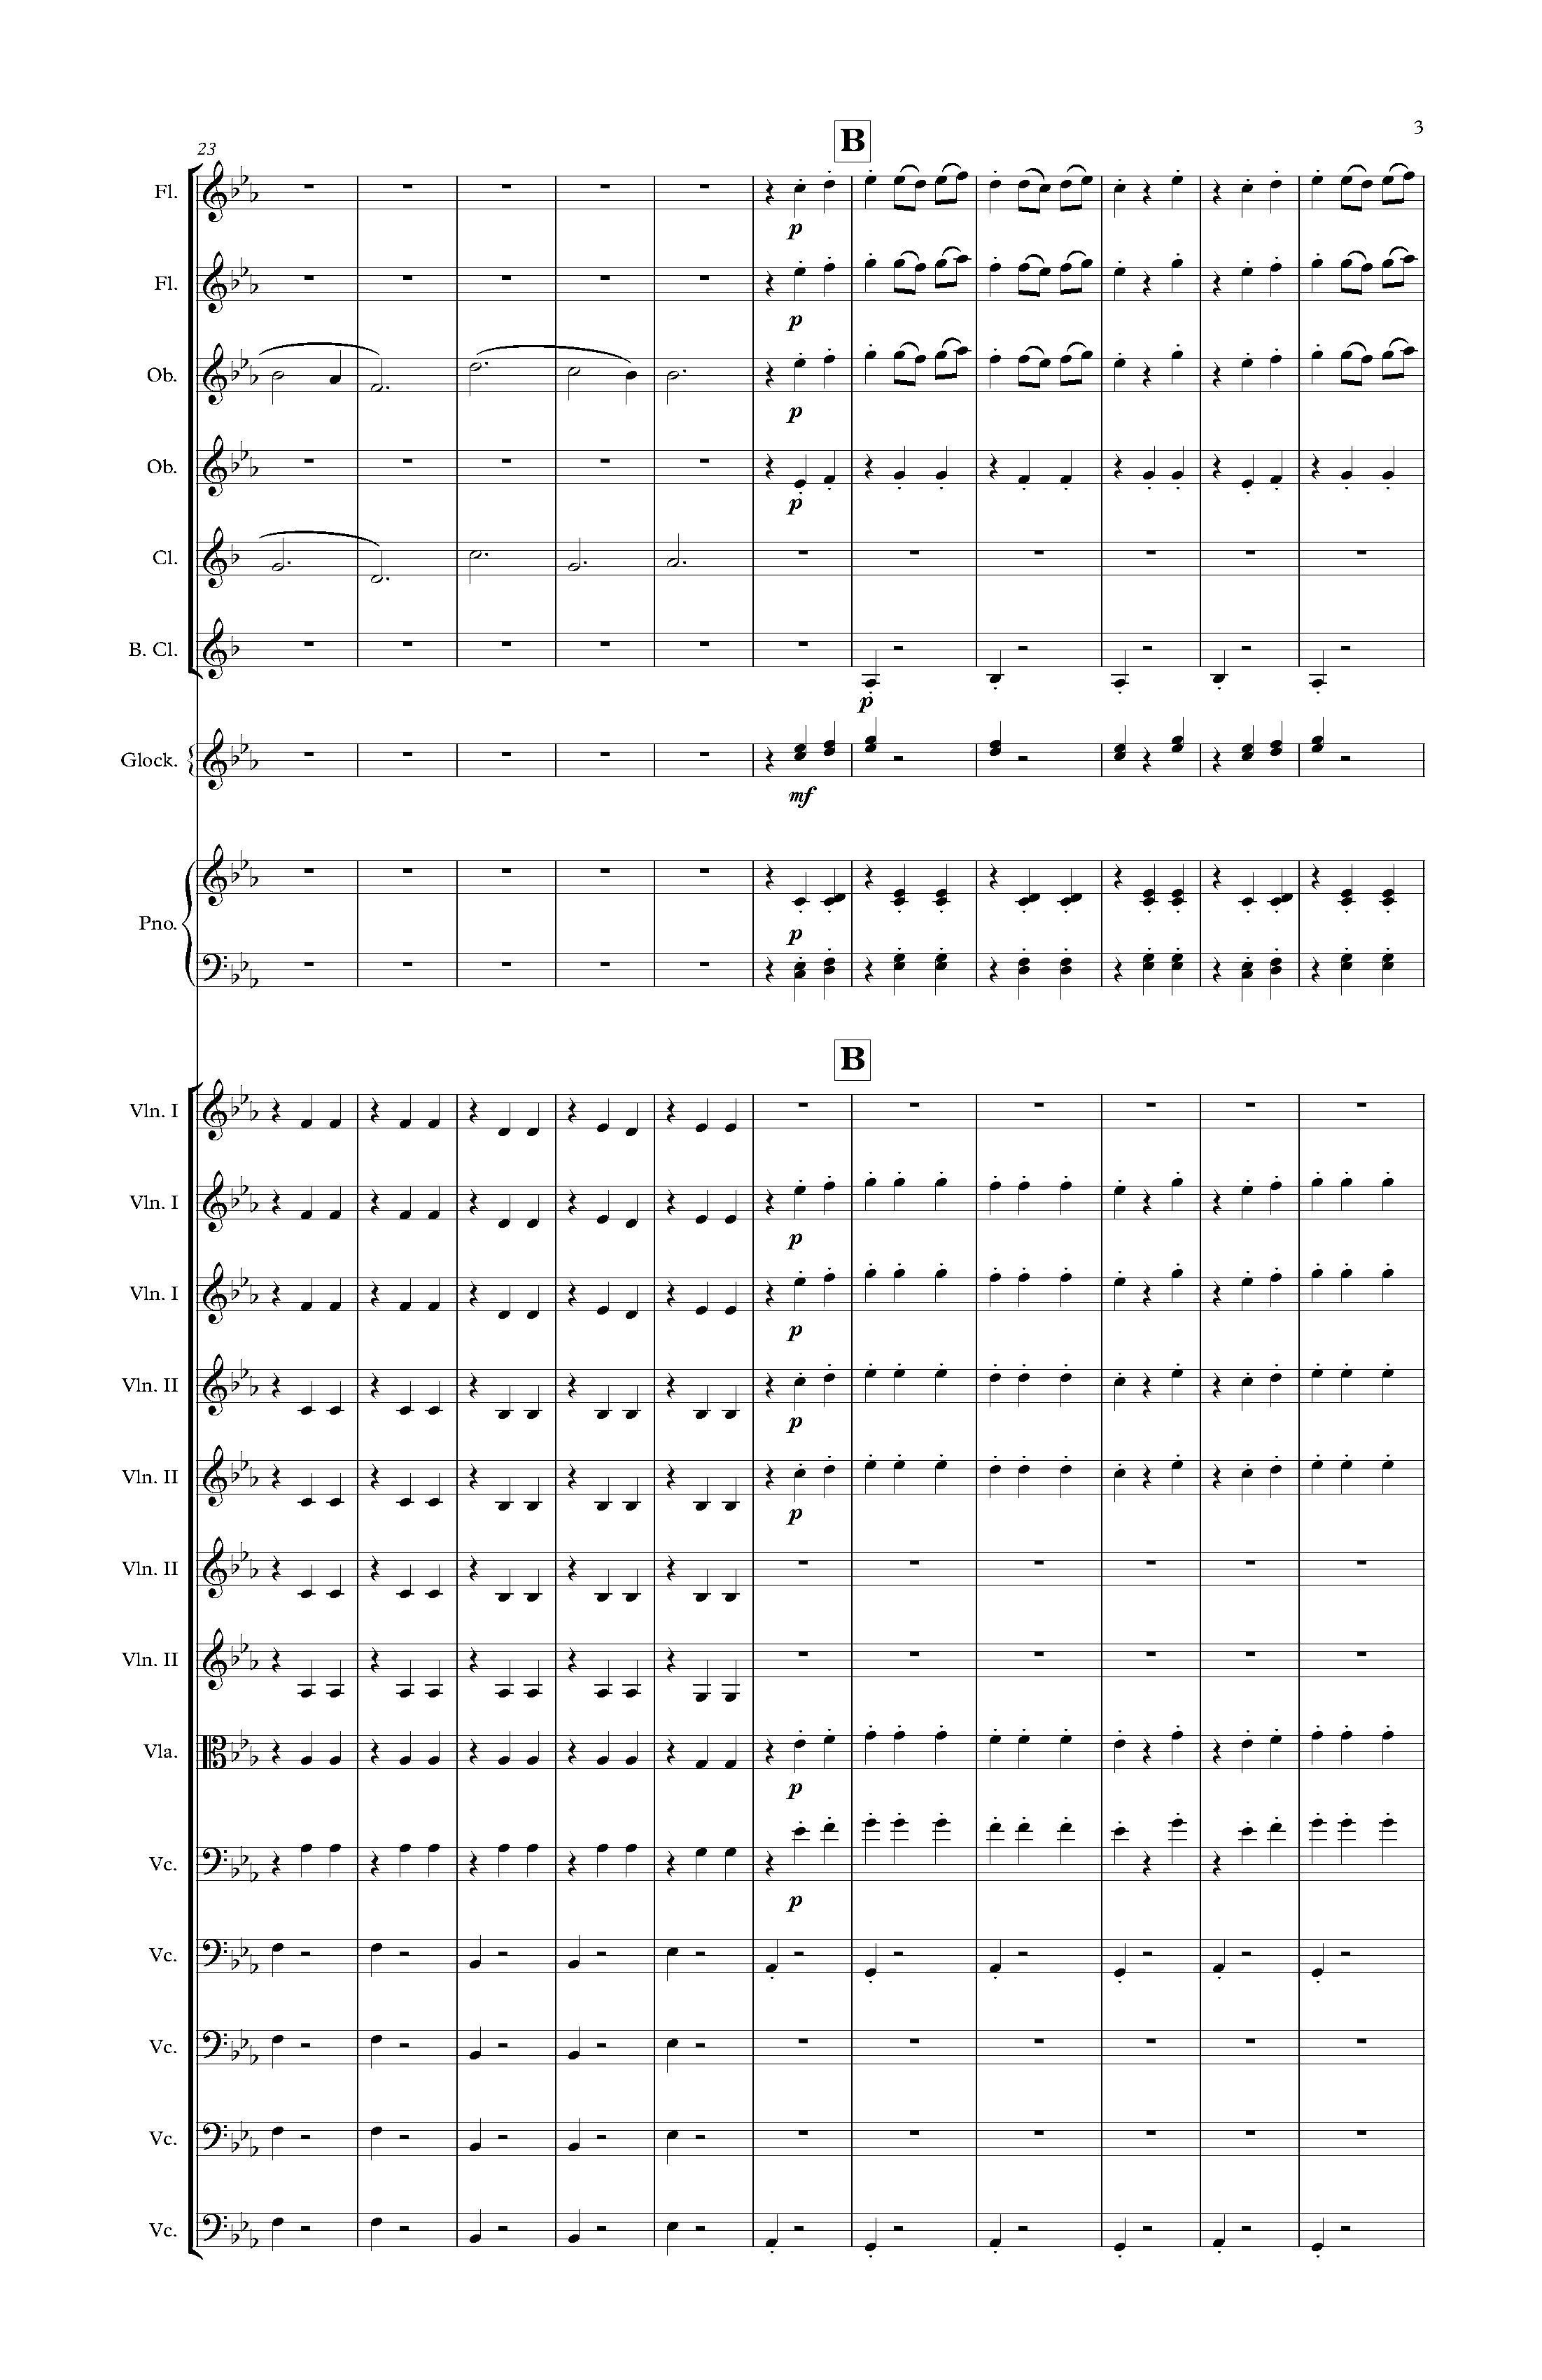 3
B
23
Fl.
p
Fl.
p
Ob.
p
Ob.
p
Cl.
B. Cl.
p
Glock.
mf
Pno.
p
B
Vln. I
Vln. I
p
Vln. I
p
Vln. II
p
Vln. II
p
Vln. II
Vln. II
Vla.
p
Vc.
p
Vc.
Vc.
Vc.
Vc.